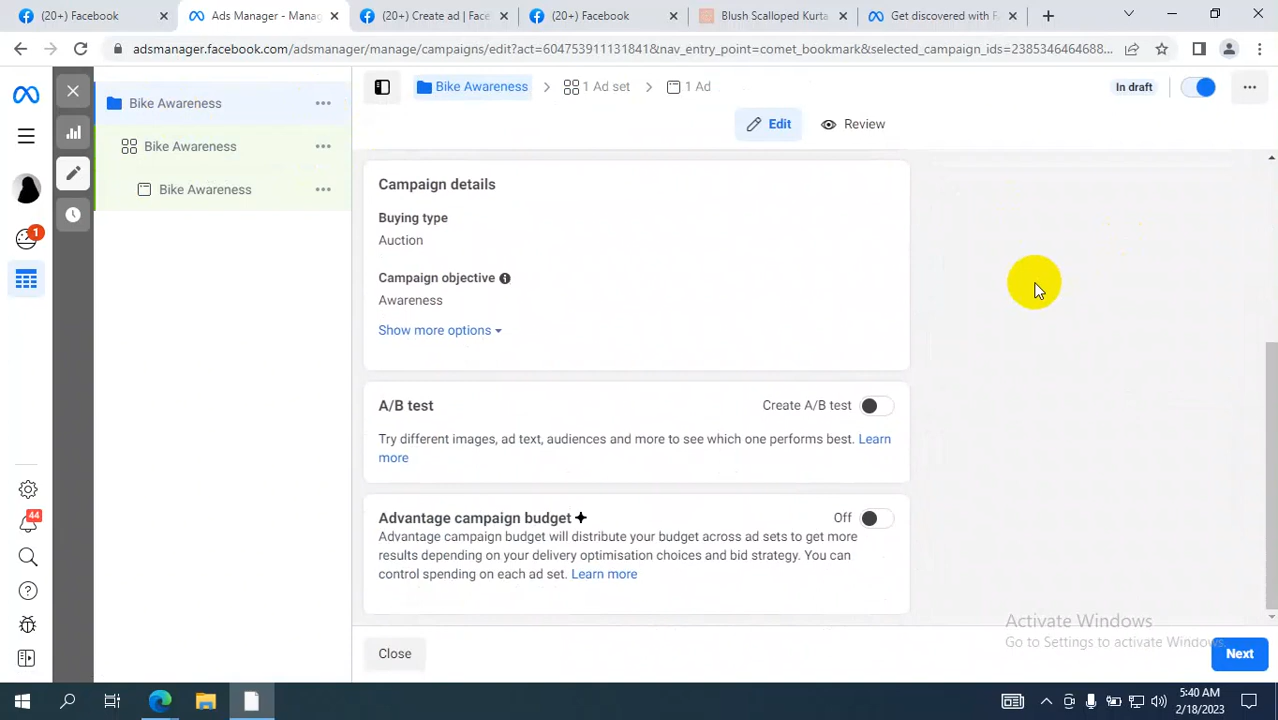 (20+) Facebook
Ads Manager - Manag
(20+) Create ad | Face
(20+) Facebook
Blush Scalloped Kurta
Get discovered with F
adsmanager.facebook.com/adsmanager/manage/campaigns/edit?act=604753911131841&nav_entry_point=comet_bookmark&selected_campaign_ids=2385346464688...
Bike Awareness
1 Ad set
1 Ad
In draft
Edit
Review
Bike Awareness
Bike Awareness
Bike Awareness
1
44
Campaign details
Buying type
Auction
Campaign objective
Awareness
Show more options
A/B test
Create A/B test
Try different images, ad text, audiences and more to see which one performs best. Learn
more
Advantage campaign budget
Off
Advantage campaign budget will distribute your budget across ad sets to get more
results depending on your delivery optimisation choices and bid strategy. You can
control spending on each ad set. Learn more
Activate Windows
Go to Settings to activate Windows.
Close
Next
5:40 AM
2/18/2023